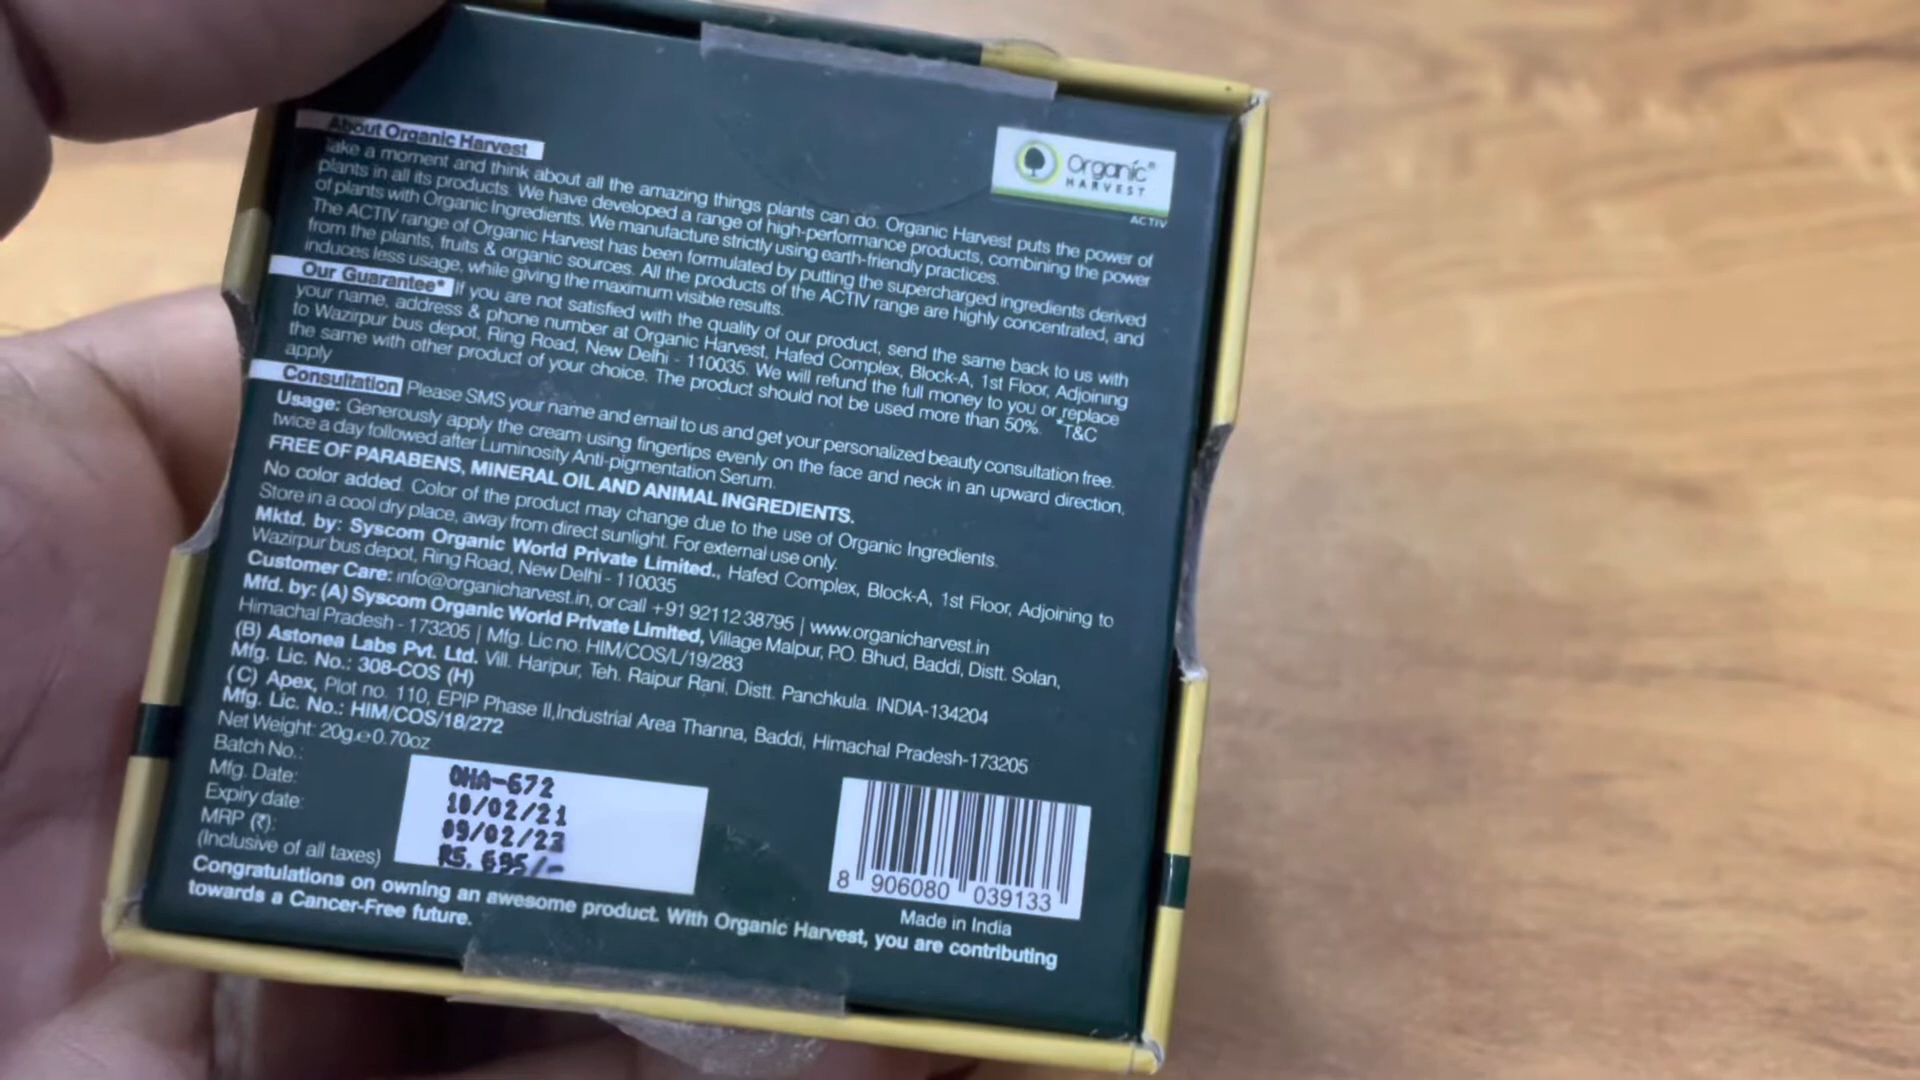 About Organic Harvest
Organic®
HARVEST
ACTIV
Take a moment and think about all the amazing things plants can do. Organic Harvest puts the power of
plants in all its products. We have developed a range of high-performance products, combining the power
of plants with Organic Ingredients. We manufacture strictly using earth-friendly practices.
The ACTIV range of Organic Harvest has been formulated by putting the supercharged ingredients derived
from the plants, fruits & organic sources. All the products of the ACTIV range are highly concentrated, and
induces less usage, while giving the maximum visible results.
Our Guarantee* If you are not satisfied with the quality of our product, send the same back to us with
your name, address & phone number at Organic Harvest, Hafed Complex, Block-A, 1st Floor, Adjoining
to Wazirpur bus depot, Ring Road, New Delhi - 110035. We will refund the full money to you or replace
the same with other product of your choice. The product should not be used more than 50%. *T&C
apply
Consultation Please SMS your name and email to us and get your personalized beauty consultation free.
Usage: Generously apply the cream using fingertips evenly on the face and neck in an upward direction,
twice a day followed after Luminosity Anti-pigmentation Serum.
FREE OF PARABENS, MINERAL OIL AND ANIMAL INGREDIENTS.
No color added. Color of the product may change due to the use of Organic Ingredients.
Store in a cool dry place, away from direct sunlight. For external use only.
Mktd. by: Syscom Organic World Private Limited., Hafed Complex, Block-A, 1st Floor, Adjoining to
Wazirpur bus depot, Ring Road, New Delhi - 110035
Customer Care: info@organicharvest.in, or call +91 92112 38795 | www.organicharvest.in
Mfd. by: (A) Syscom Organic World Private Limited, Village Malpur, P.O. Bhud, Baddi, Distt. Solan,
Himachal Pradesh - 173205 | Mfg. Lic no. HIM/COS/L/19/283
(B) Astonea Labs Pvt. Ltd. Vill. Haripur, Teh. Raipur Rani, Distt. Panchkula. INDIA-134204
Mfg. Lic. No.: 308-COS (H)
(C) Apex, Plot no. 110, EPIP Phase II,Industrial Area Thanna, Baddi, Himachal Pradesh-173205
Mfg. Lic. No.: HIM/COS/18/272
Net Weight: 20g.e 0.70oz
Batch No.: OHA-672
Mfg. Date: 10/02/21
Expiry date: 09/02/23
MRP (₹): RS. 695/-
(Inclusive of all taxes)
8 906080 039133
Made in India
Congratulations on owning an awesome product. With Organic Harvest, you are contributing
towards a Cancer-Free future.